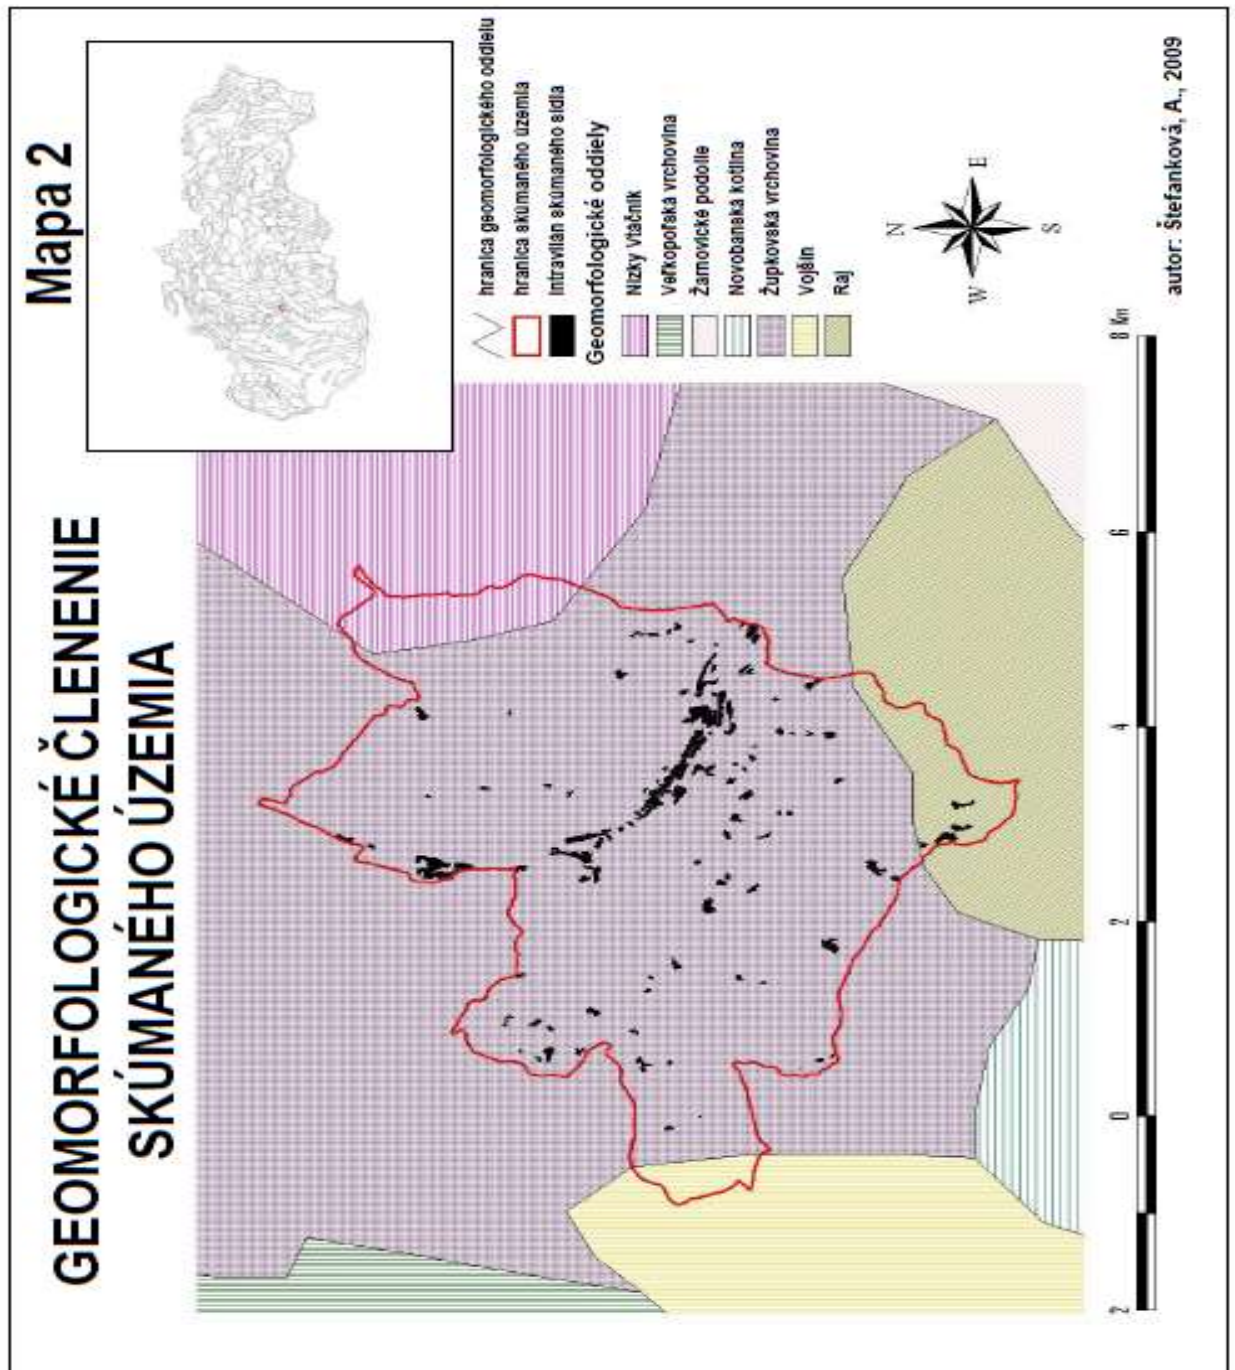 Mapa 2
GEOMORFOLOGICKÉ ČLENENIE
SKÚMANÉHO ÚZEMIA
hranica geomorfologického oddielu
hranica skúmaného územia
Intravilán skúmaného sídla
Geomorfologické oddiely
Nízky Vtáčnik
Veľkopoľská vrchovina
Žarnovické podolie
Novobanská kotlina
Župkovská vrchovina
Vojšín
Raj
N
W
E
S
2
0
2
4
6
8 Km
autor: Štefanková, A., 2009